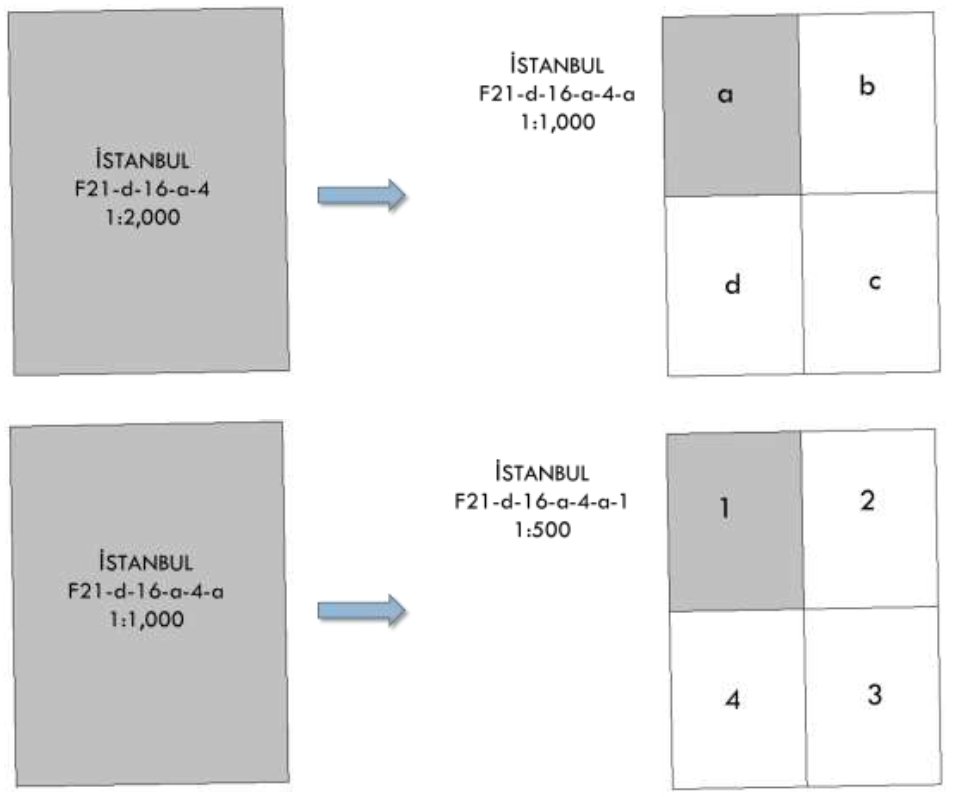 İSTANBUL
F21-d-16-a-4
1:2,000
İSTANBUL
F21-d-16-a-4-a
1:1,000
a
b
d
c
İSTANBUL
F21-d-16-a-4-a
1:1,000
İSTANBUL
F21-d-16-a-4-a-1
1:500
1
2
4
3